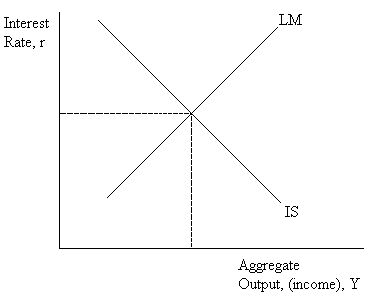 Interest
Rate, r
LM
IS
Aggregate
Output, (income), Y